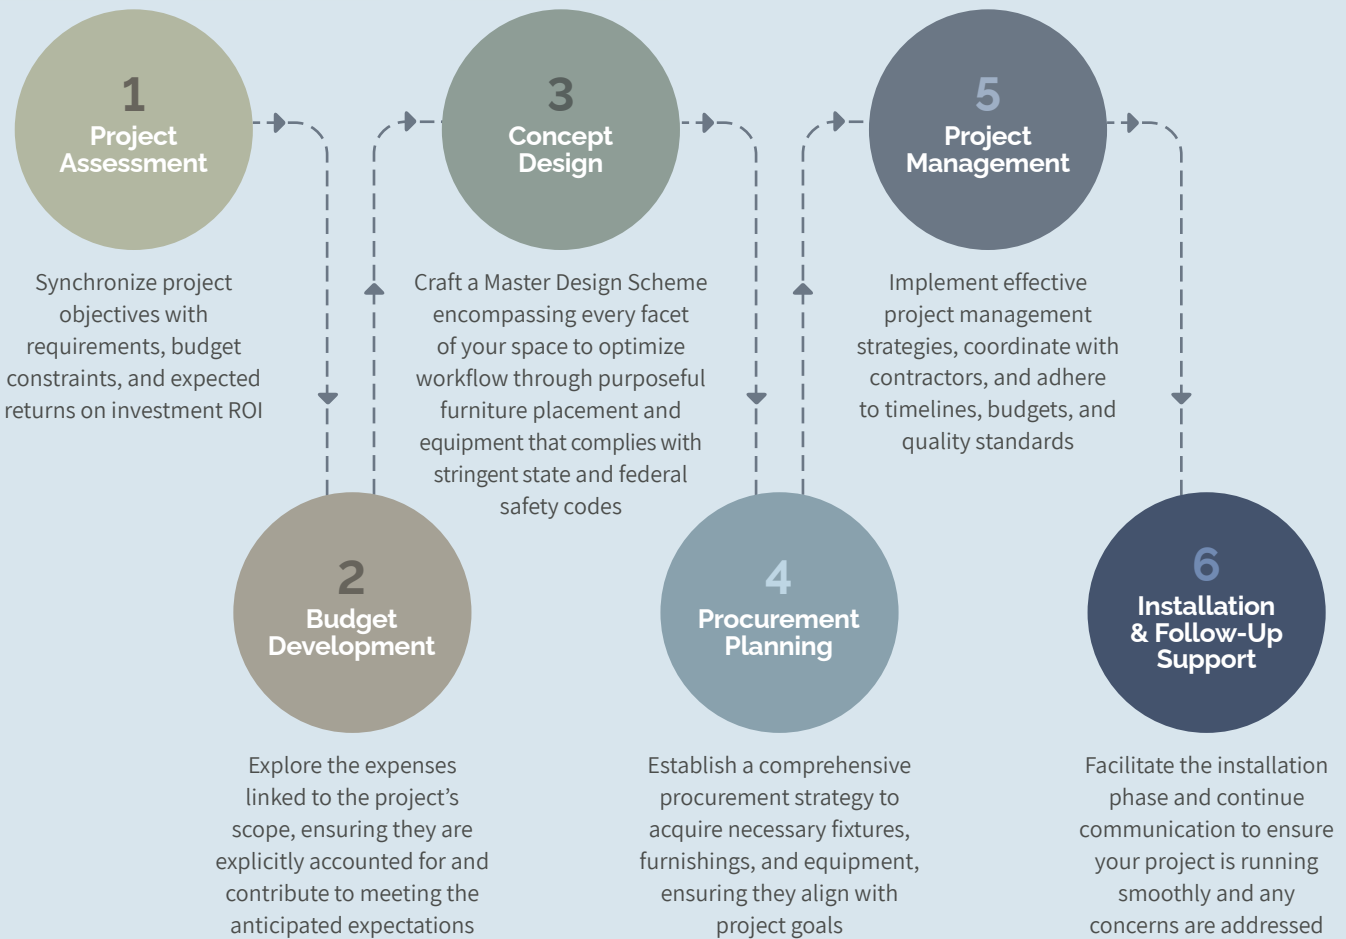 1
Project
Assessment
Synchronize project
objectives with
requirements, budget
constraints, and expected
returns on investment ROI
2
Budget
Development
Explore the expenses
linked to the project’s
scope, ensuring they are
explicitly accounted for and
contribute to meeting the
anticipated expectations
3
Concept
Design
Craft a Master Design Scheme
encompassing every facet
of your space to optimize
workflow through purposeful
furniture placement and
equipment that complies with
stringent state and federal
safety codes
4
Procurement
Planning
Establish a comprehensive
procurement strategy to
acquire necessary fixtures,
furnishings, and equipment,
ensuring they align with
project goals
5
Project
Management
Implement effective
project management
strategies, coordinate with
contractors, and adhere
to timelines, budgets, and
quality standards
6
Installation
& Follow-Up
Support
Facilitate the installation
phase and continue
communication to ensure
your project is running
smoothly and any
concerns are addressed